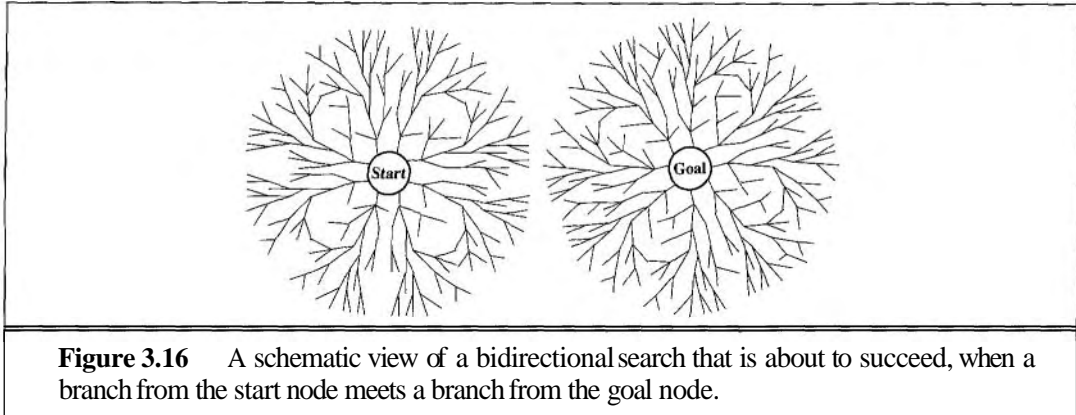 Start
Goal
Figure 3.16 A schematic view of a bidirectional search that is about to succeed, when a
branch from the start node meets a branch from the goal node.